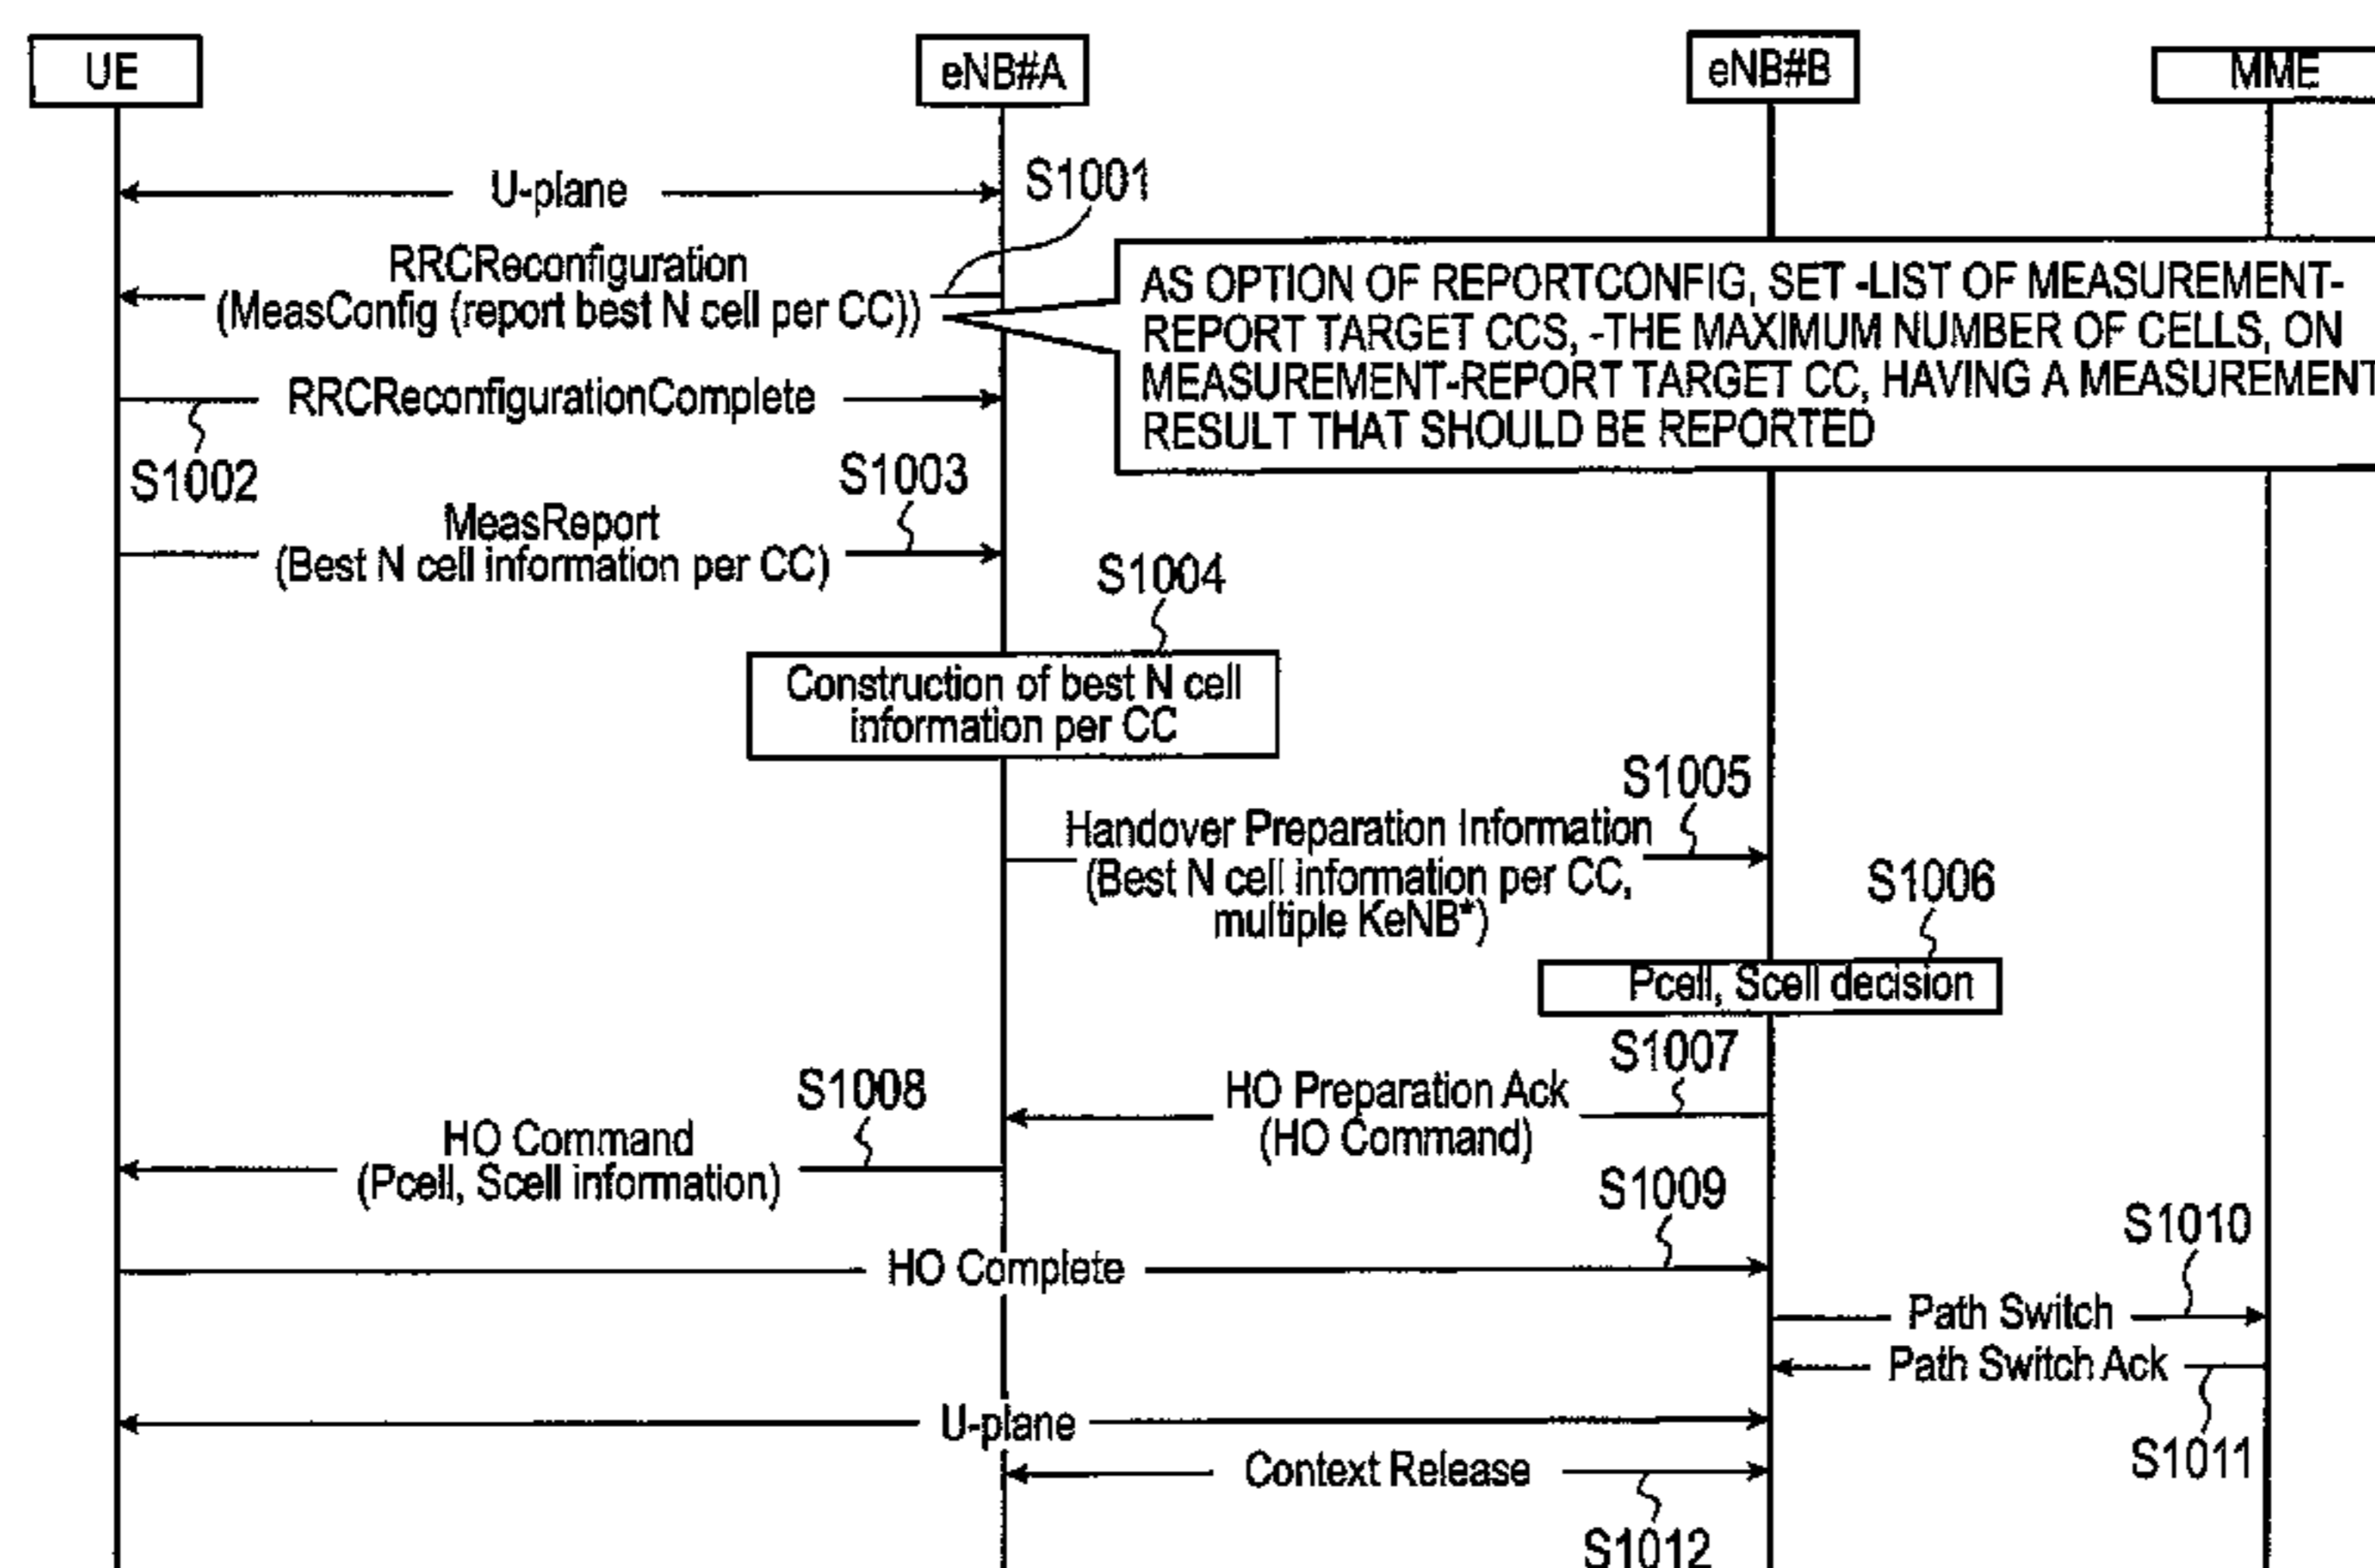 UE
eNB#A
eNB#B
MME
U-plane
S1001
RRCReconfiguration
(MeasConfig (report best N cell per CC))
AS OPTION OF REPORTCONFIG, SET -LIST OF MEASUREMENT-
REPORT TARGET CCS, -THE MAXIMUM NUMBER OF CELLS, ON
MEASUREMENT-REPORT TARGET CC, HAVING A MEASUREMENT
RESULT THAT SHOULD BE REPORTED
RRCReconfigurationComplete
S1002
S1003
MeasReport
(Best N cell information per CC)
S1004
Construction of best N cell
information per CC
S1005
Handover Preparation Information
(Best N cell information per CC,
multiple KeNB*)
S1006
Pcell, Scell decision
S1007
HO Preparation Ack
(HO Command)
S1008
HO Command
(Pcell, Scell information)
S1009
HO Complete
S1010
Path Switch
Path Switch Ack
S1011
U-plane
Context Release
S1012